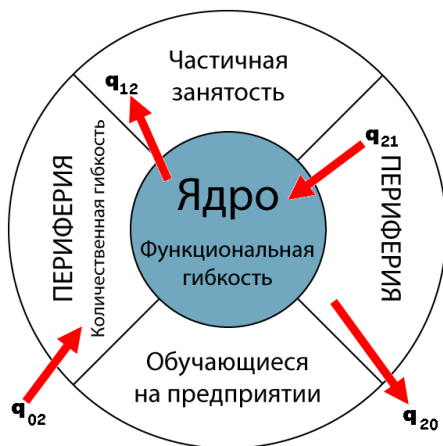 Частичная
занятость
q12
q21
ПЕРИФЕРИЯ
Количественная гибкость
Ядро
Функциональная
гибкость
ПЕРИФЕРИЯ
Обучающиеся
на предприятии
q02
q20